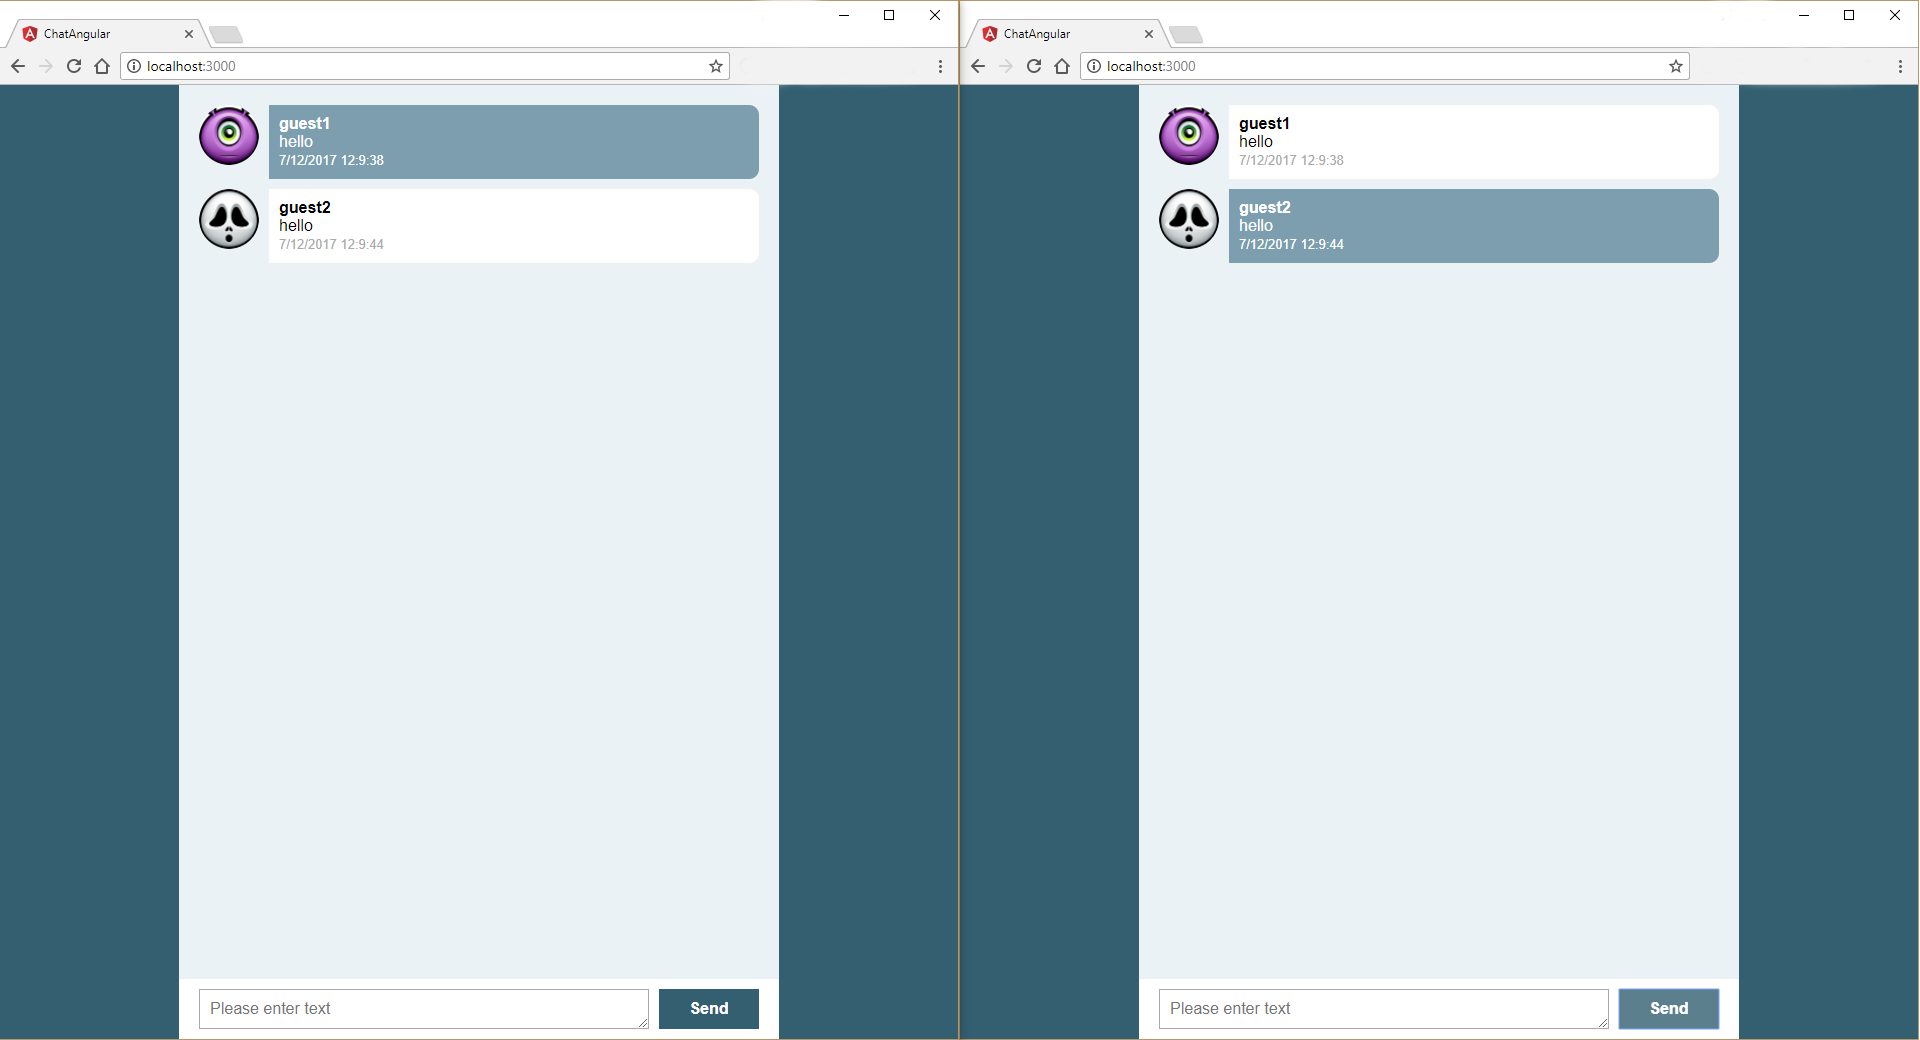 ChatAngular
localhost:3000
guest1
hello
7/12/2017 12:9:38
guest2
hello
7/12/2017 12:9:44
Please enter text
Send
ChatAngular
localhost:3000
guest1
hello
7/12/2017 12:9:38
guest2
hello
7/12/2017 12:9:44
Please enter text
Send